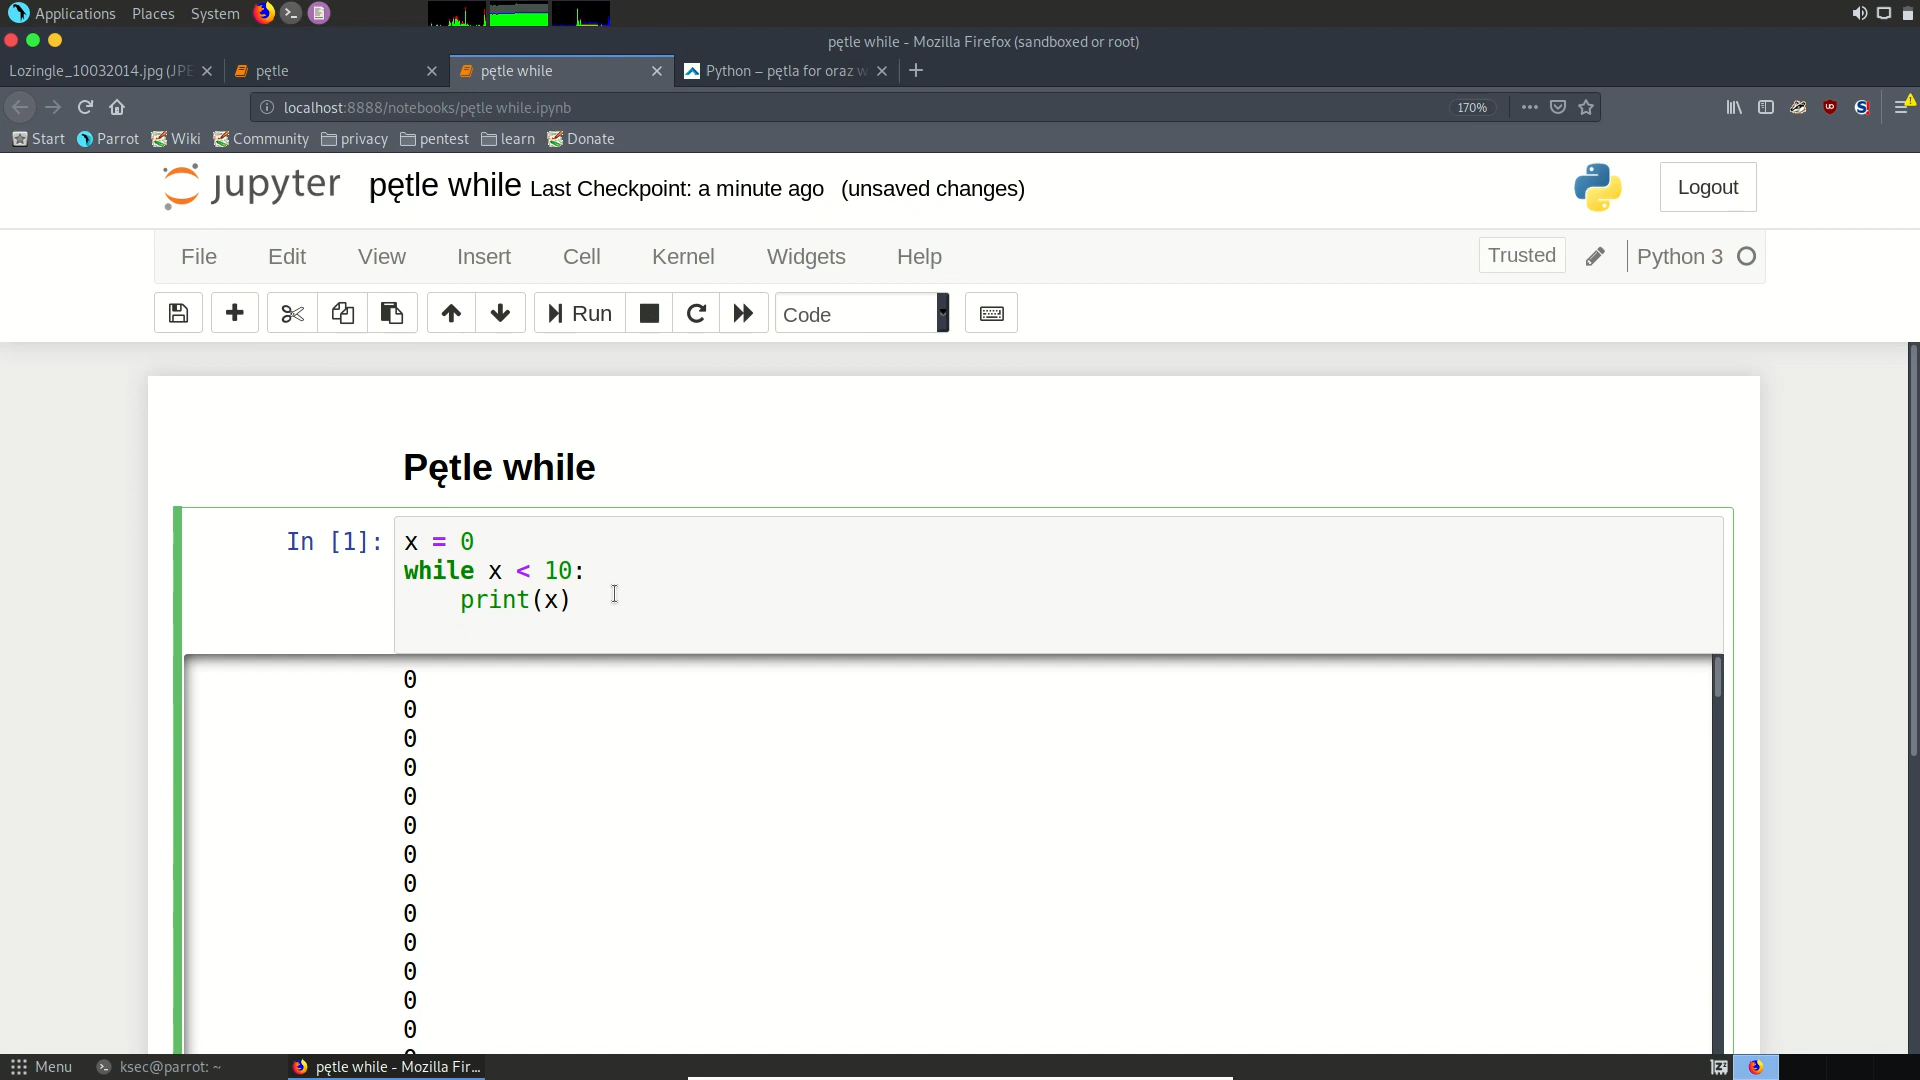 Applications Places System
pętle while - Mozilla Firefox (sandboxed or root)
Lozingle_10032014.jpg (JPE
pętle
pętle while
Python – pętla for oraz w
localhost:8888/notebooks/pętle while.ipynb
170%
Start Parrot Wiki Community privacy pentest learn Donate
jupyter pętle while Last Checkpoint: a minute ago (unsaved changes)
Logout
File Edit View Insert Cell Kernel Widgets Help
Trusted
Python 3
Run
Code
Pętle while
In [1]: x = 0
while x < 10:
print(x)
0
0
0
0
0
0
0
0
0
0
0
0
0
0
Menu
ksec@parrot: ~
pętle while - Mozilla Fir...